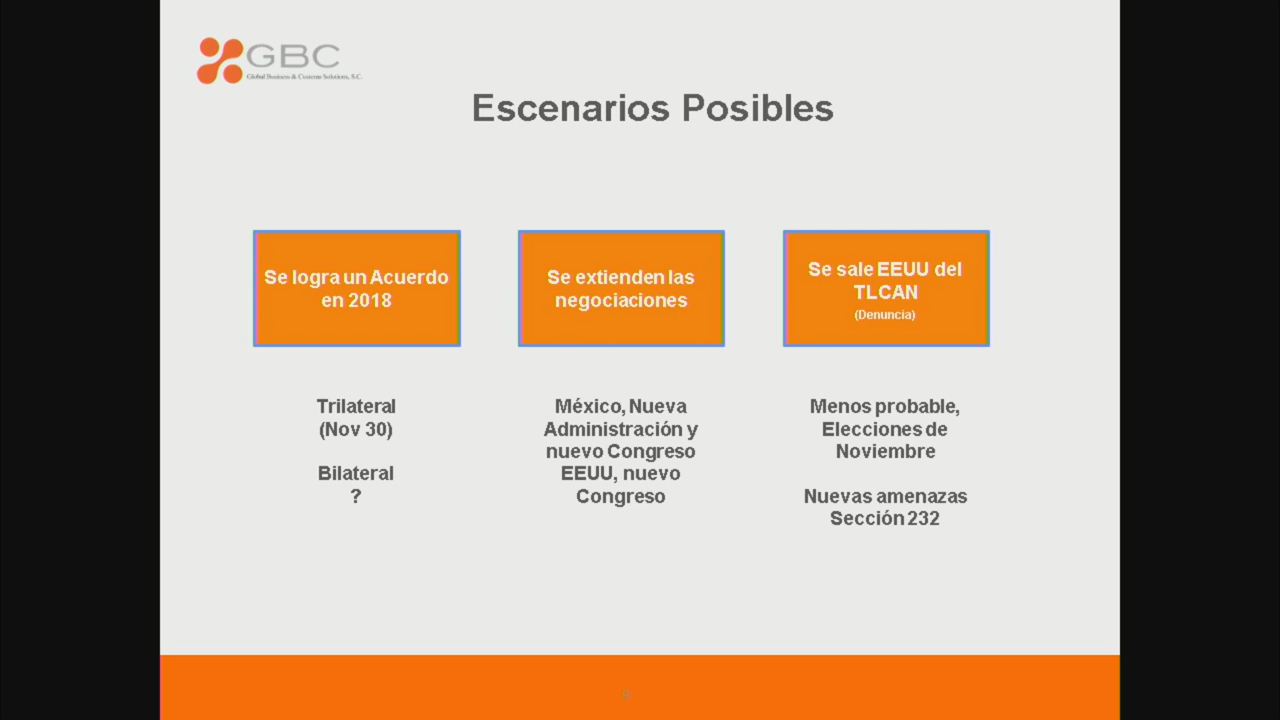 GBC
Global Business & Customs Solutions, S.C.
Escenarios Posibles
Se logra un Acuerdo
en 2018
Trilateral
(Nov 30)
Bilateral
?
Se extienden las
negociaciones
México, Nueva
Administración y
nuevo Congreso
EEUU, nuevo
Congreso
Se sale EEUU del
TLCAN
(Denuncia)
Menos probable,
Elecciones de
Noviembre
Nuevas amenazas
Sección 232